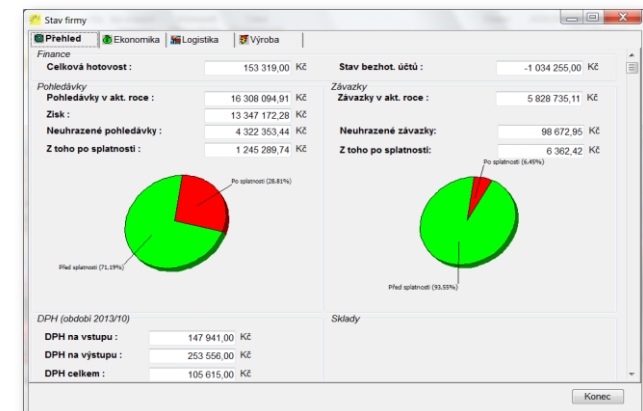 Stav firmy
Přehled Ekonomika Logistika Výroba
Finance
Celková hotovost : 153 319,00 Kč Stav bezhot. účtů : -1 034 255,00 Kč
Pohledávky Závazky
Pohledávky v akt. roce : 16 308 094,91 Kč Závazky v akt. roce : 5 828 735,11 Kč
Zisk : 13 347 172,28 Kč
Neuhrazené pohledávky : 4 322 353,44 Kč Neuhrazené závazky: 98 672,95 Kč
Z toho po splatnosti : 1 245 289,74 Kč Z toho po splatnosti: 6 362,42 Kč
Po splatnosti (28.81%) Po splatnosti (6.45%)
Před splatností (71.19%) Před splatností (93.55%)
DPH (období 2013/10) Sklady
DPH na vstupu : 147 941,00 Kč
DPH na výstupu : 253 556,00 Kč
DPH celkem : 105 615,00 Kč
Konec